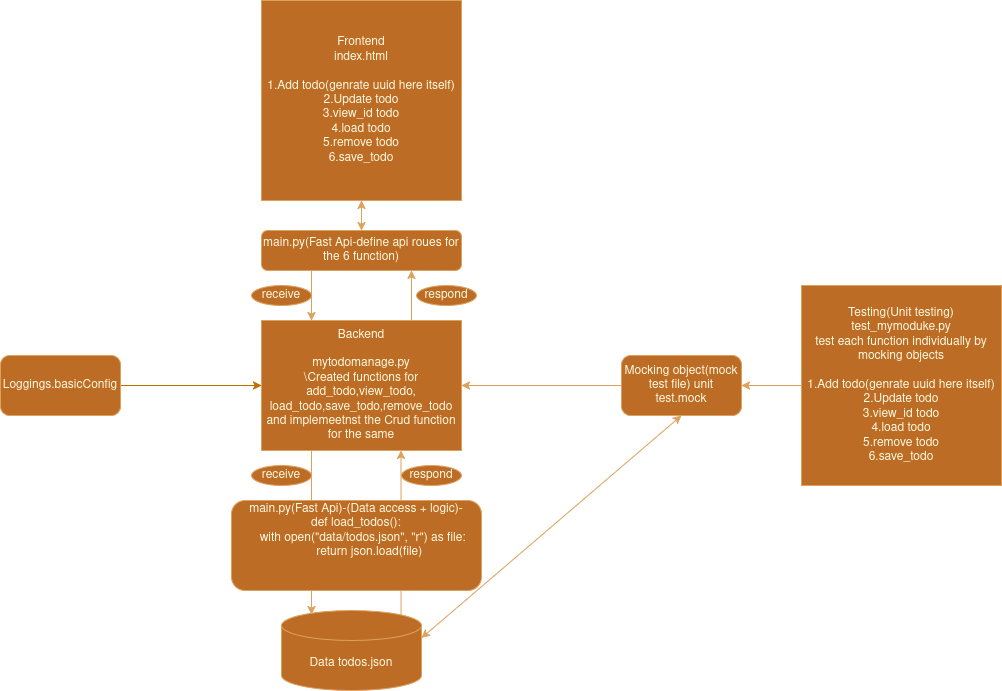 Frontend
index.html
1.Add todo(genrate uuid here itself)
2.Update todo
3.view_id todo
4.load todo
5.remove todo
6.save_todo
main.py(Fast Api-define api roues for
the 6 function)
receive
respond
Backend
mytodomanage.py
\Created functions for
add_todo,view_todo,
load_todo,save_todo,remove_todo
and implemeetnst the Crud function
for the same
Loggings.basicConfig
Mocking object(mock
test file) unit
test.mock
Testing(Unit testing)
test_mymoduke.py
test each function individually by
mocking objects
1.Add todo(genrate uuid here itself)
2.Update todo
3.view_id todo
4.load todo
5.remove todo
6.save_todo
receive
respond
main.py(Fast Api)-(Data access + logic)-
def load_todos():
with open("data/todos.json", "r") as file:
return json.load(file)
Data todos.json